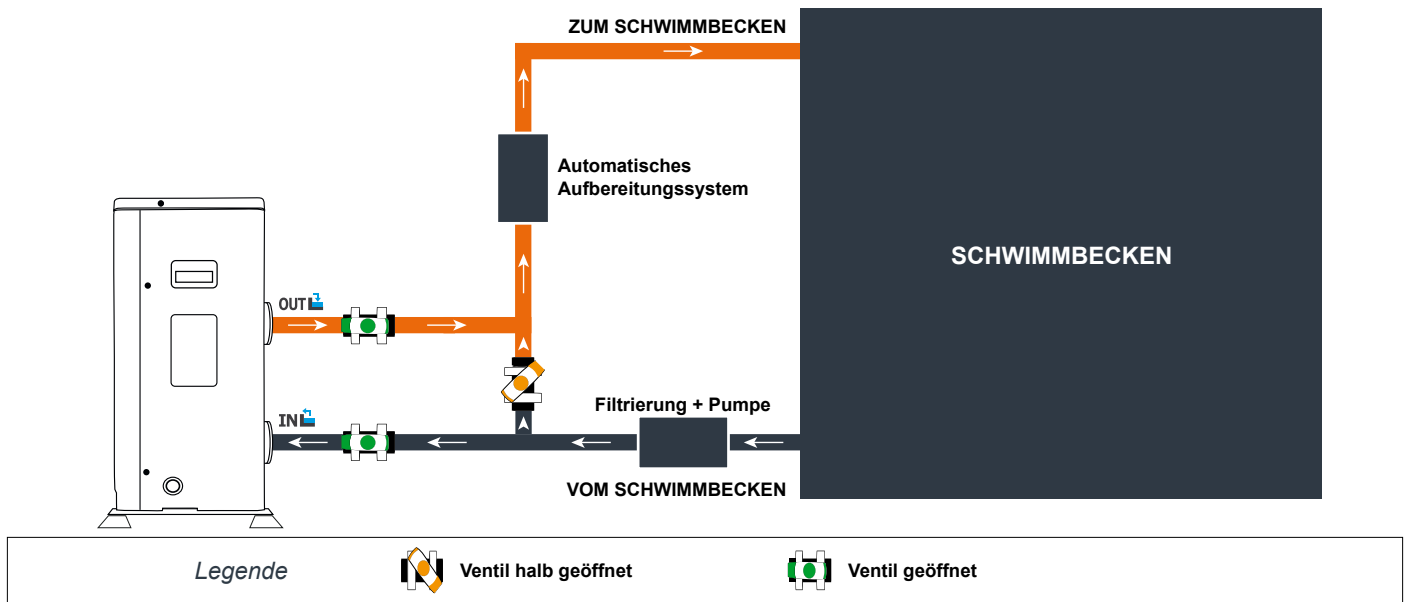 ZUM SCHWIMMBECKEN
Automatisches
Aufbereitungssystem
SCHWIMMBECKEN
OUT
IN
Filtrierung + Pumpe
VOM SCHWIMMBECKEN
Legende
Ventil halb geöffnet
Ventil geöffnet